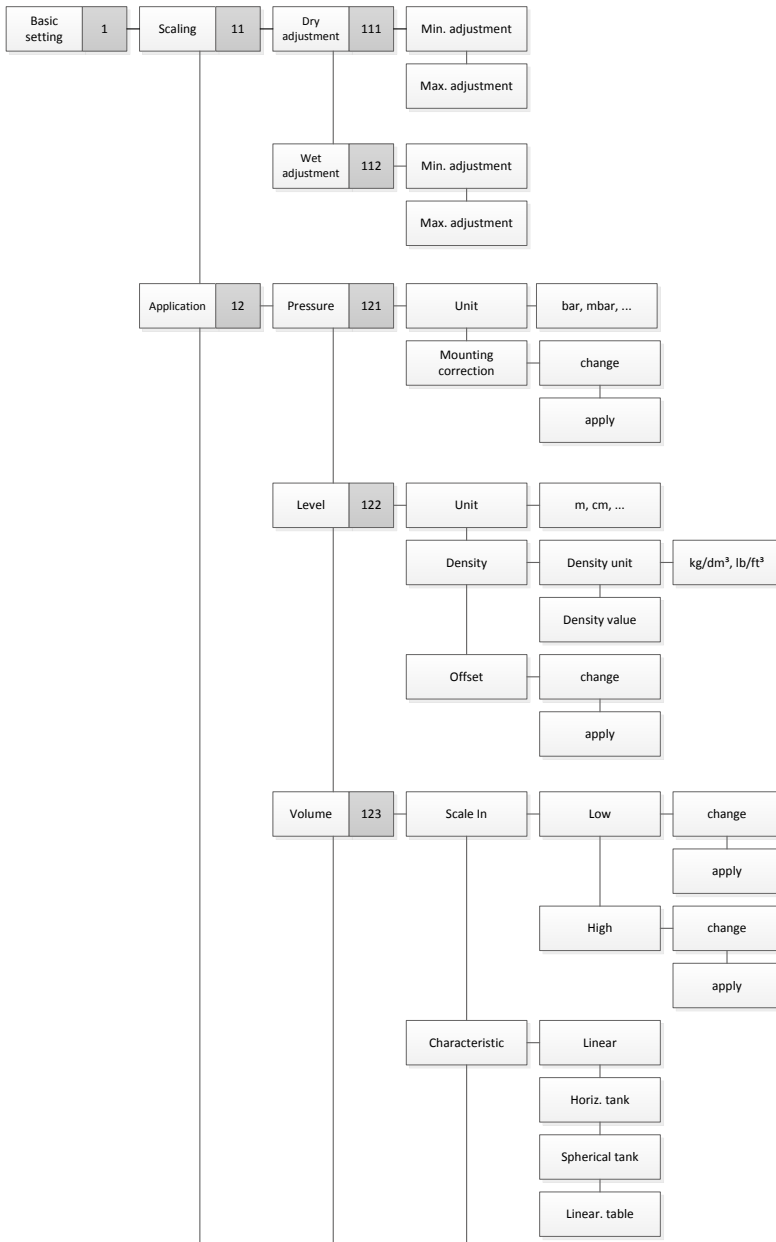 Basic
setting
1
Scaling
11
Dry
adjustment
111
Min. adjustment
Max. adjustment
Wet
adjustment
112
Min. adjustment
Max. adjustment
Application
12
Pressure
121
Unit
bar, mbar, ...
Mounting
correction
change
apply
Level
122
Unit
m, cm, ...
Density
Density unit
kg/dm³, lb/ft³
Density value
Offset
change
apply
Volume
123
Scale In
Low
change
apply
High
change
apply
Characteristic
Linear
Horiz. tank
Spherical tank
Linear. table